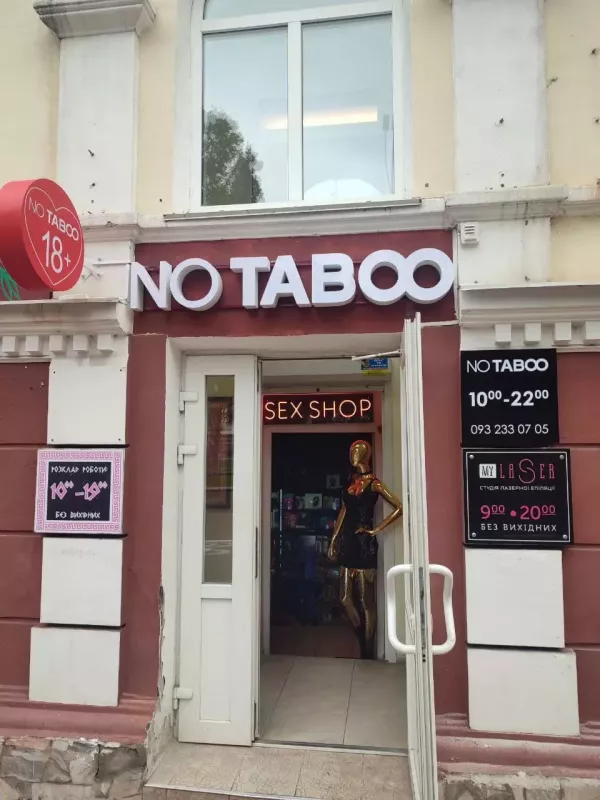 NO TABOO
18+
NO TABOO
SEX SHOP
NO TABOO
10⁰⁰-22⁰⁰
093 233 07 05
РОЗКЛАД РОБОТИ
10⁰⁰-19⁰⁰
БЕЗ ВИХІДНИХ
MY LASER
СТУДІЯ ЛАЗЕРНОЇ ЕПІЛЯЦІЇ
9⁰⁰ • 20⁰⁰
БЕЗ ВИХІДНИХ